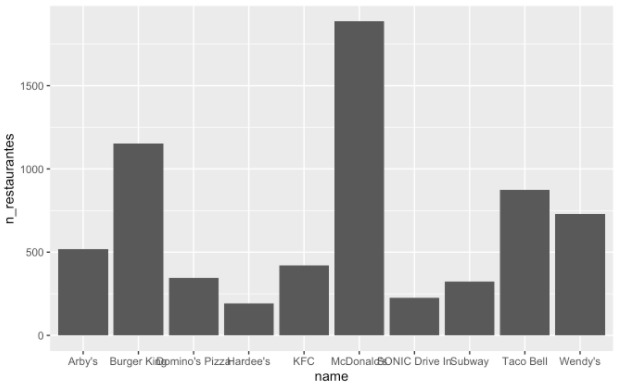 n_restaurantes
1500
1000
500
0
Arby's Burger King Domino's Pizza Hardee's KFC McDonald's SONIC Drive In Subway Taco Bell Wendy's
name